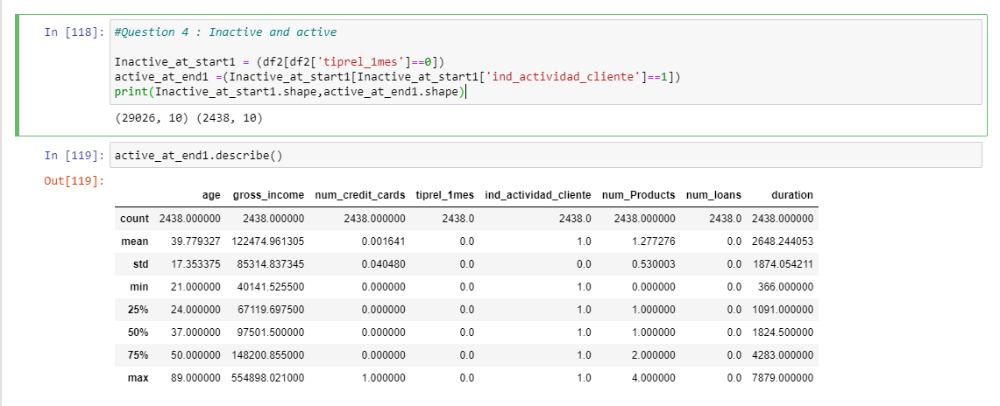 In [118]: #Question 4 : Inactive and active
Inactive_at_start1 = (df2[df2['tiprel_1mes']==0])
active_at_end1 =(Inactive_at_start1[Inactive_at_start1['ind_actividad_cliente']==1])
print(Inactive_at_start1.shape,active_at_end1.shape)
(29026, 10) (2438, 10)
In [119]: active_at_end1.describe()
Out[119]:
age gross_income num_credit_cards tiprel_1mes ind_actividad_cliente num_Products num_loans duration
count 2438.000000 2438.000000 2438.000000 2438.0 2438.0 2438.000000 2438.0 2438.000000
mean 39.779327 122474.961305 0.001641 0.0 1.0 1.277276 0.0 2648.244053
std 17.353375 85314.837345 0.040480 0.0 0.0 0.530003 0.0 1874.054211
min 21.000000 40141.525500 0.000000 0.0 1.0 0.000000 0.0 366.000000
25% 24.000000 67119.697500 0.000000 0.0 1.0 1.000000 0.0 1091.000000
50% 37.000000 97501.500000 0.000000 0.0 1.0 1.000000 0.0 1824.500000
75% 50.000000 148200.855000 0.000000 0.0 1.0 2.000000 0.0 4283.000000
max 89.000000 554898.021000 1.000000 0.0 1.0 4.000000 0.0 7879.000000